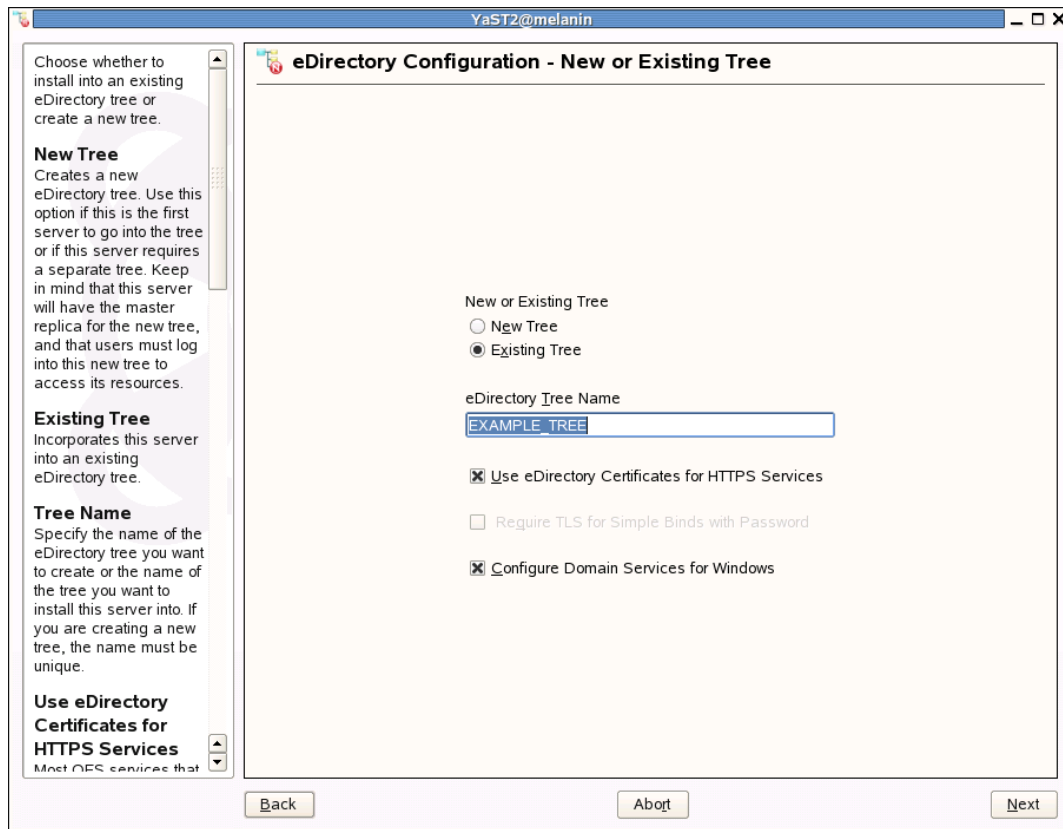 YaST2@melanin
Choose whether to
install into an existing
eDirectory tree or
create a new tree.
New Tree
Creates a new
eDirectory tree. Use this
option if this is the first
server to go into the tree
or if this server requires
a separate tree. Keep
in mind that this server
will have the master
replica for the new tree,
and that users must log
into this new tree to
access its resources.
Existing Tree
Incorporates this server
into an existing
eDirectory tree.
Tree Name
Specify the name of the
eDirectory tree you want
to create or the name of
the tree you want to
install this server into. If
you are creating a new
tree, the name must be
unique.
Use eDirectory
Certificates for
HTTPS Services
Most OES services that
eDirectory Configuration - New or Existing Tree
New or Existing Tree
New Tree
Existing Tree
eDirectory Tree Name
EXAMPLE_TREE
Use eDirectory Certificates for HTTPS Services
Require TLS for Simple Binds with Password
Configure Domain Services for Windows
Back
Abort
Next